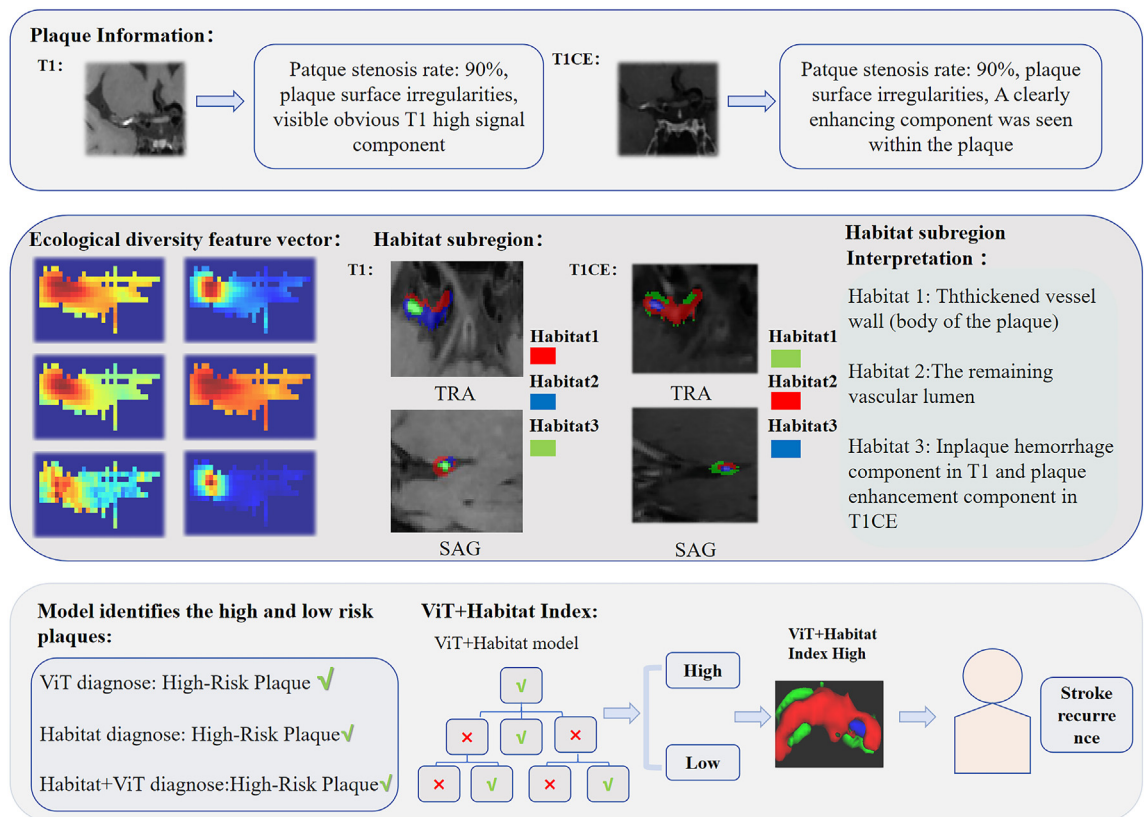 Plaque Information:
T1:
Patque stenosis rate: 90%,
plaque surface irregularities,
visible obvious T1 high signal
component
T1CE:
Patque stenosis rate: 90%, plaque
surface irregularities, A clearly
enhancing component was seen
within the plaque
Ecological diversity feature vector:
Habitat subregion:
T1:
Habitat1
Habitat2
Habitat3
TRA
SAG
T1CE:
Habitat1
Habitat2
Habitat3
TRA
SAG
Habitat subregion
Interpretation :
Habitat 1: Ththickened vessel
wall (body of the plaque)
Habitat 2:The remaining
vascular lumen
Habitat 3: Inplaque hemorrhage
component in T1 and plaque
enhancement component in
T1CE
Model identifies the high and low risk
plaques:
ViT diagnose: High-Risk Plaque √
Habitat diagnose: High-Risk Plaque√
Habitat+ViT diagnose:High-Risk Plaque√
ViT+Habitat Index:
ViT+Habitat model
√
× √ ×
× √ × √
High
Low
ViT+Habitat
Index High
Stroke
recurre
nce